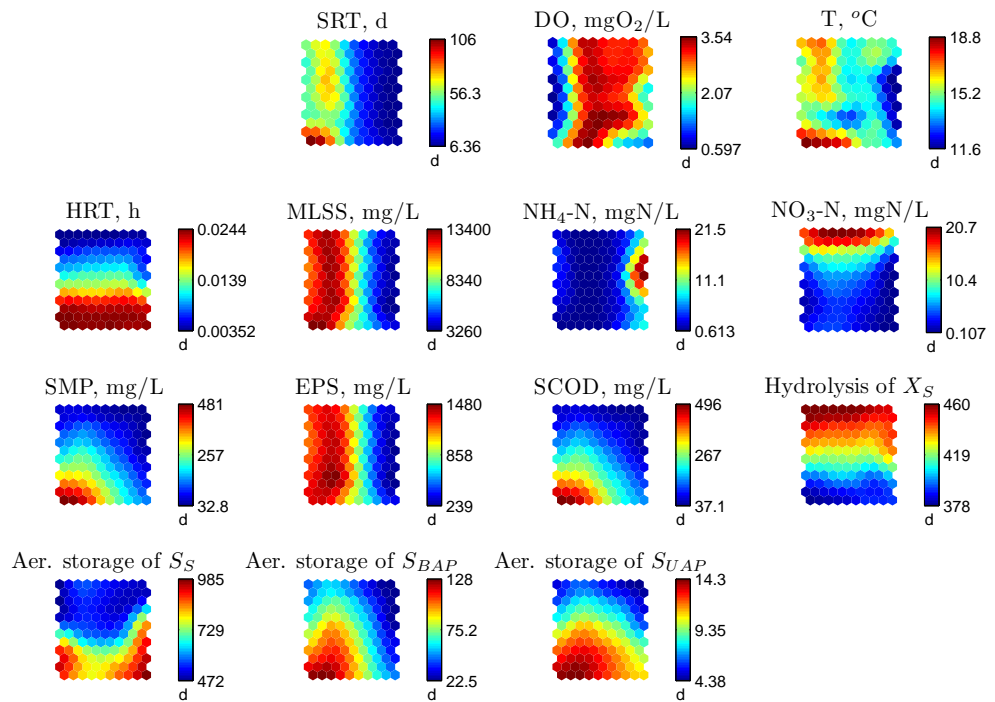 SRT, d
106
56.3
6.36
d
DO, mgO₂/L
3.54
2.07
0.597
d
T, °C
18.8
15.2
11.6
d
HRT, h
0.0244
0.0139
0.00352
d
MLSS, mg/L
13400
8340
3260
d
NH₄-N, mgN/L
21.5
11.1
0.613
d
NO₃-N, mgN/L
20.7
10.4
0.107
d
SMP, mg/L
481
257
32.8
d
EPS, mg/L
1480
858
239
d
SCOD, mg/L
496
267
37.1
d
Hydrolysis of X_S
460
419
378
d
Aer. storage of S_S
985
729
472
d
Aer. storage of S_BAP
128
75.2
22.5
d
Aer. storage of S_UAP
14.3
9.35
4.38
d